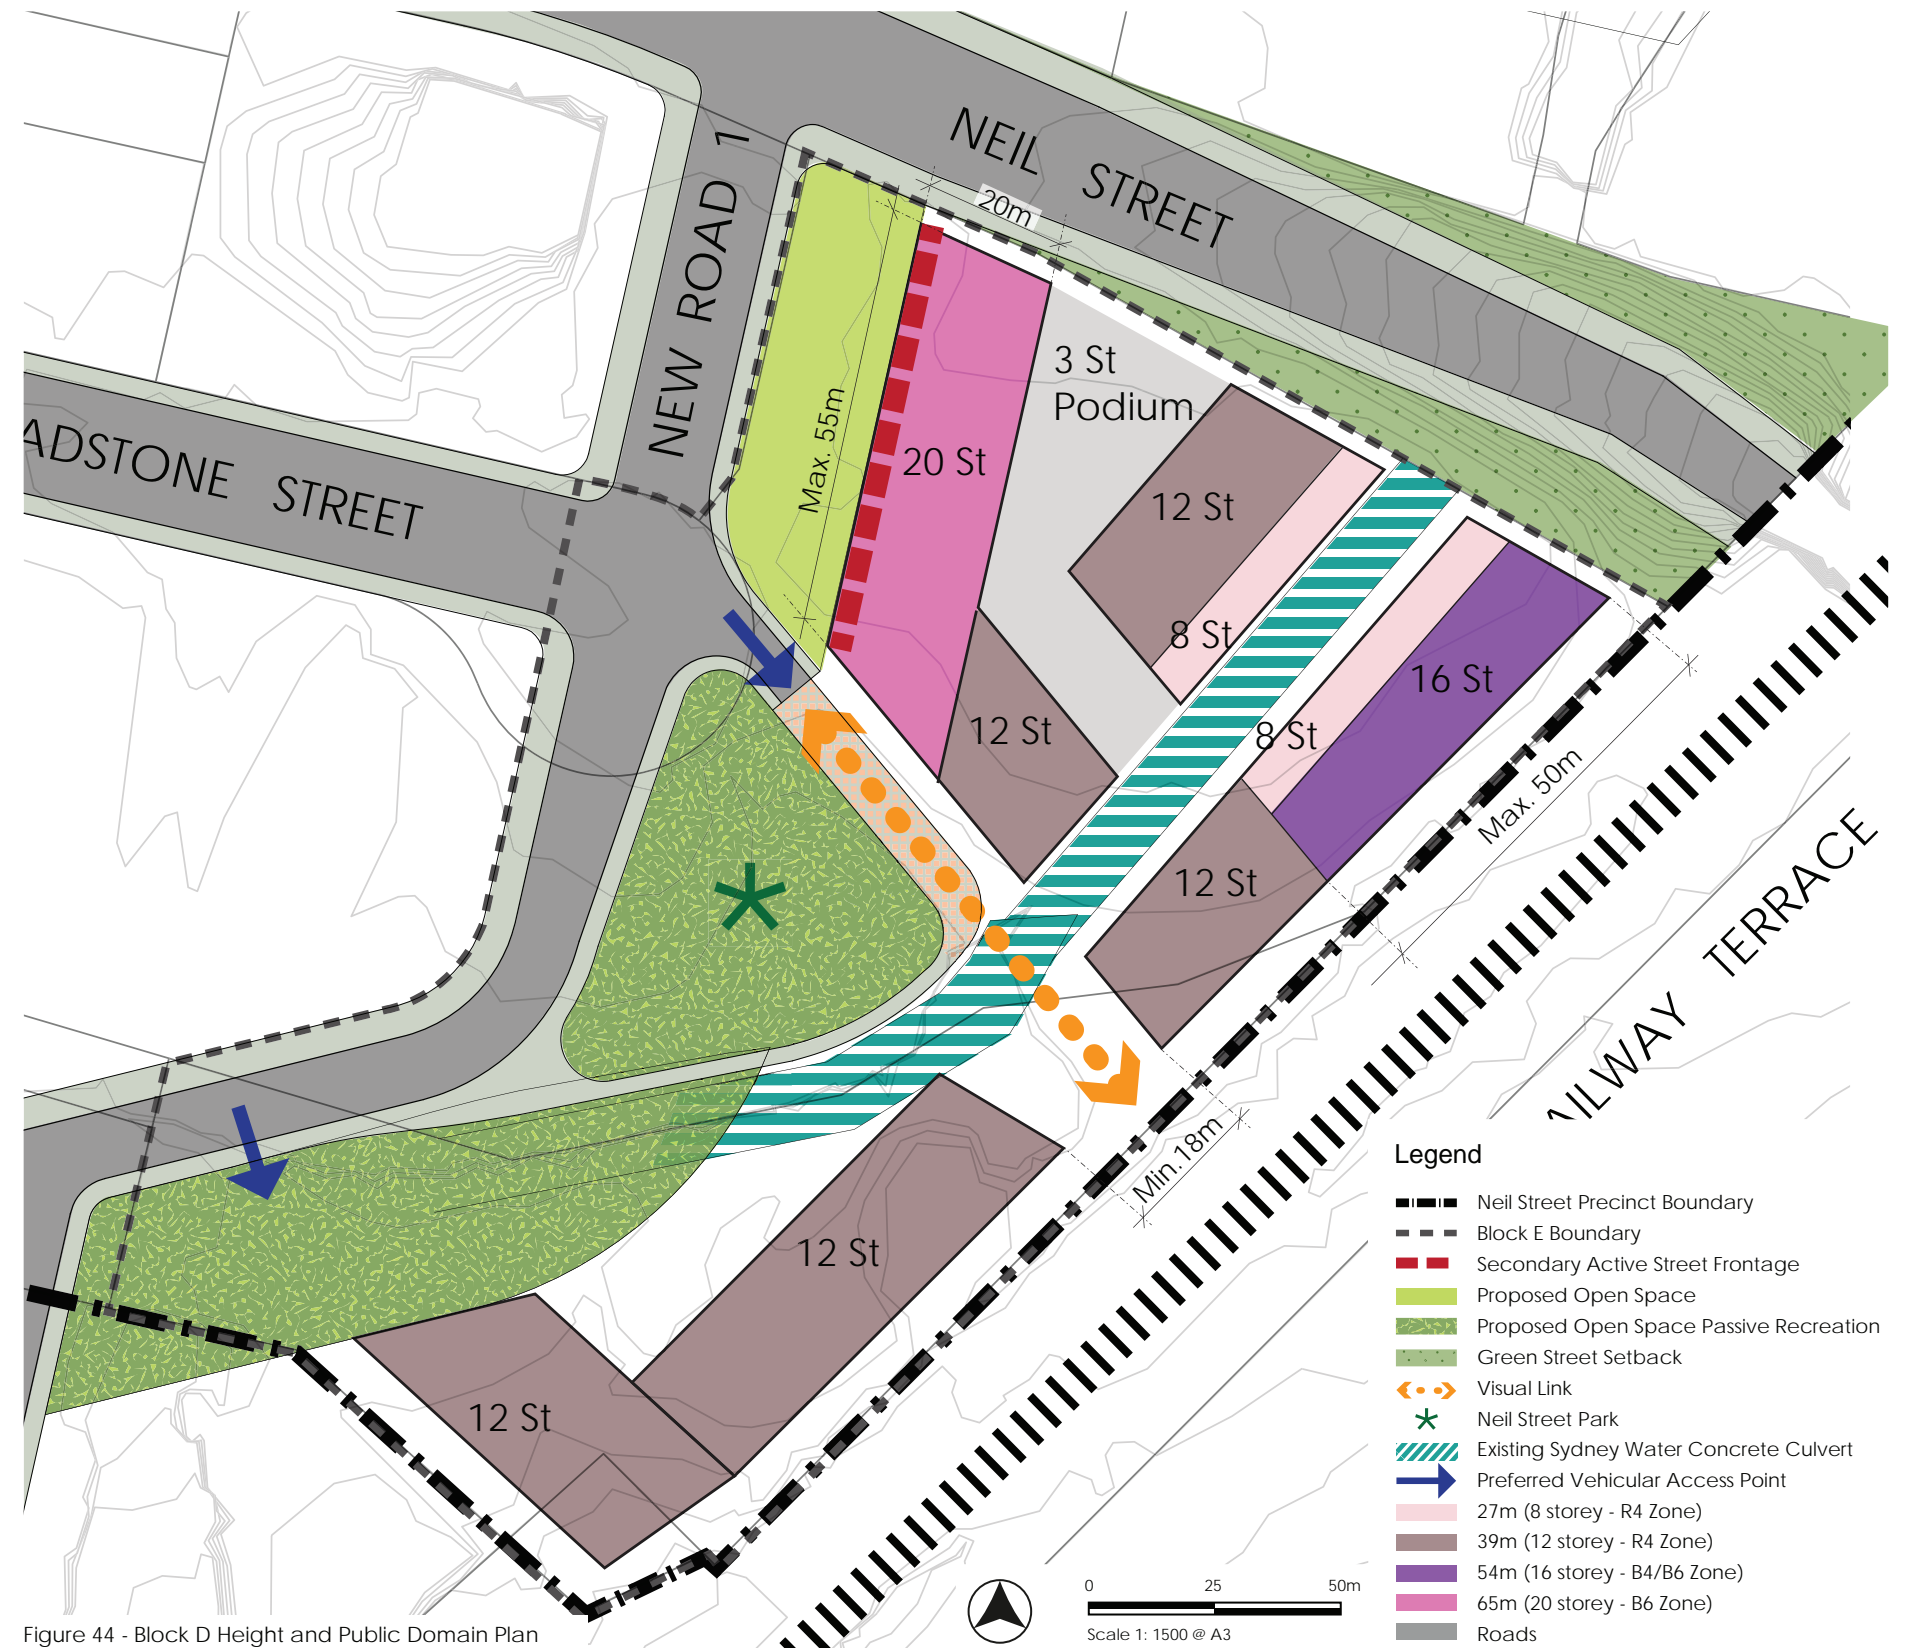 NEIL STREET
NEW ROAD 1
20m
3 St
Podium
Max. 55m
20 St
ADSTONE STREET
12 St
8 St
16 St
12 St
8 St
Max. 50m
12 St
RAILWAY TERRACE
Min.18m
12 St
12 St
Legend
Neil Street Precinct Boundary
Block E Boundary
Secondary Active Street Frontage
Proposed Open Space
Proposed Open Space Passive Recreation
Green Street Setback
Visual Link
Neil Street Park
Existing Sydney Water Concrete Culvert
Preferred Vehicular Access Point
27m (8 storey - R4 Zone)
39m (12 storey - R4 Zone)
54m (16 storey - B4/B6 Zone)
65m (20 storey - B6 Zone)
Roads
0 25 50m
Scale 1: 1500 @ A3
Figure 44 - Block D Height and Public Domain Plan